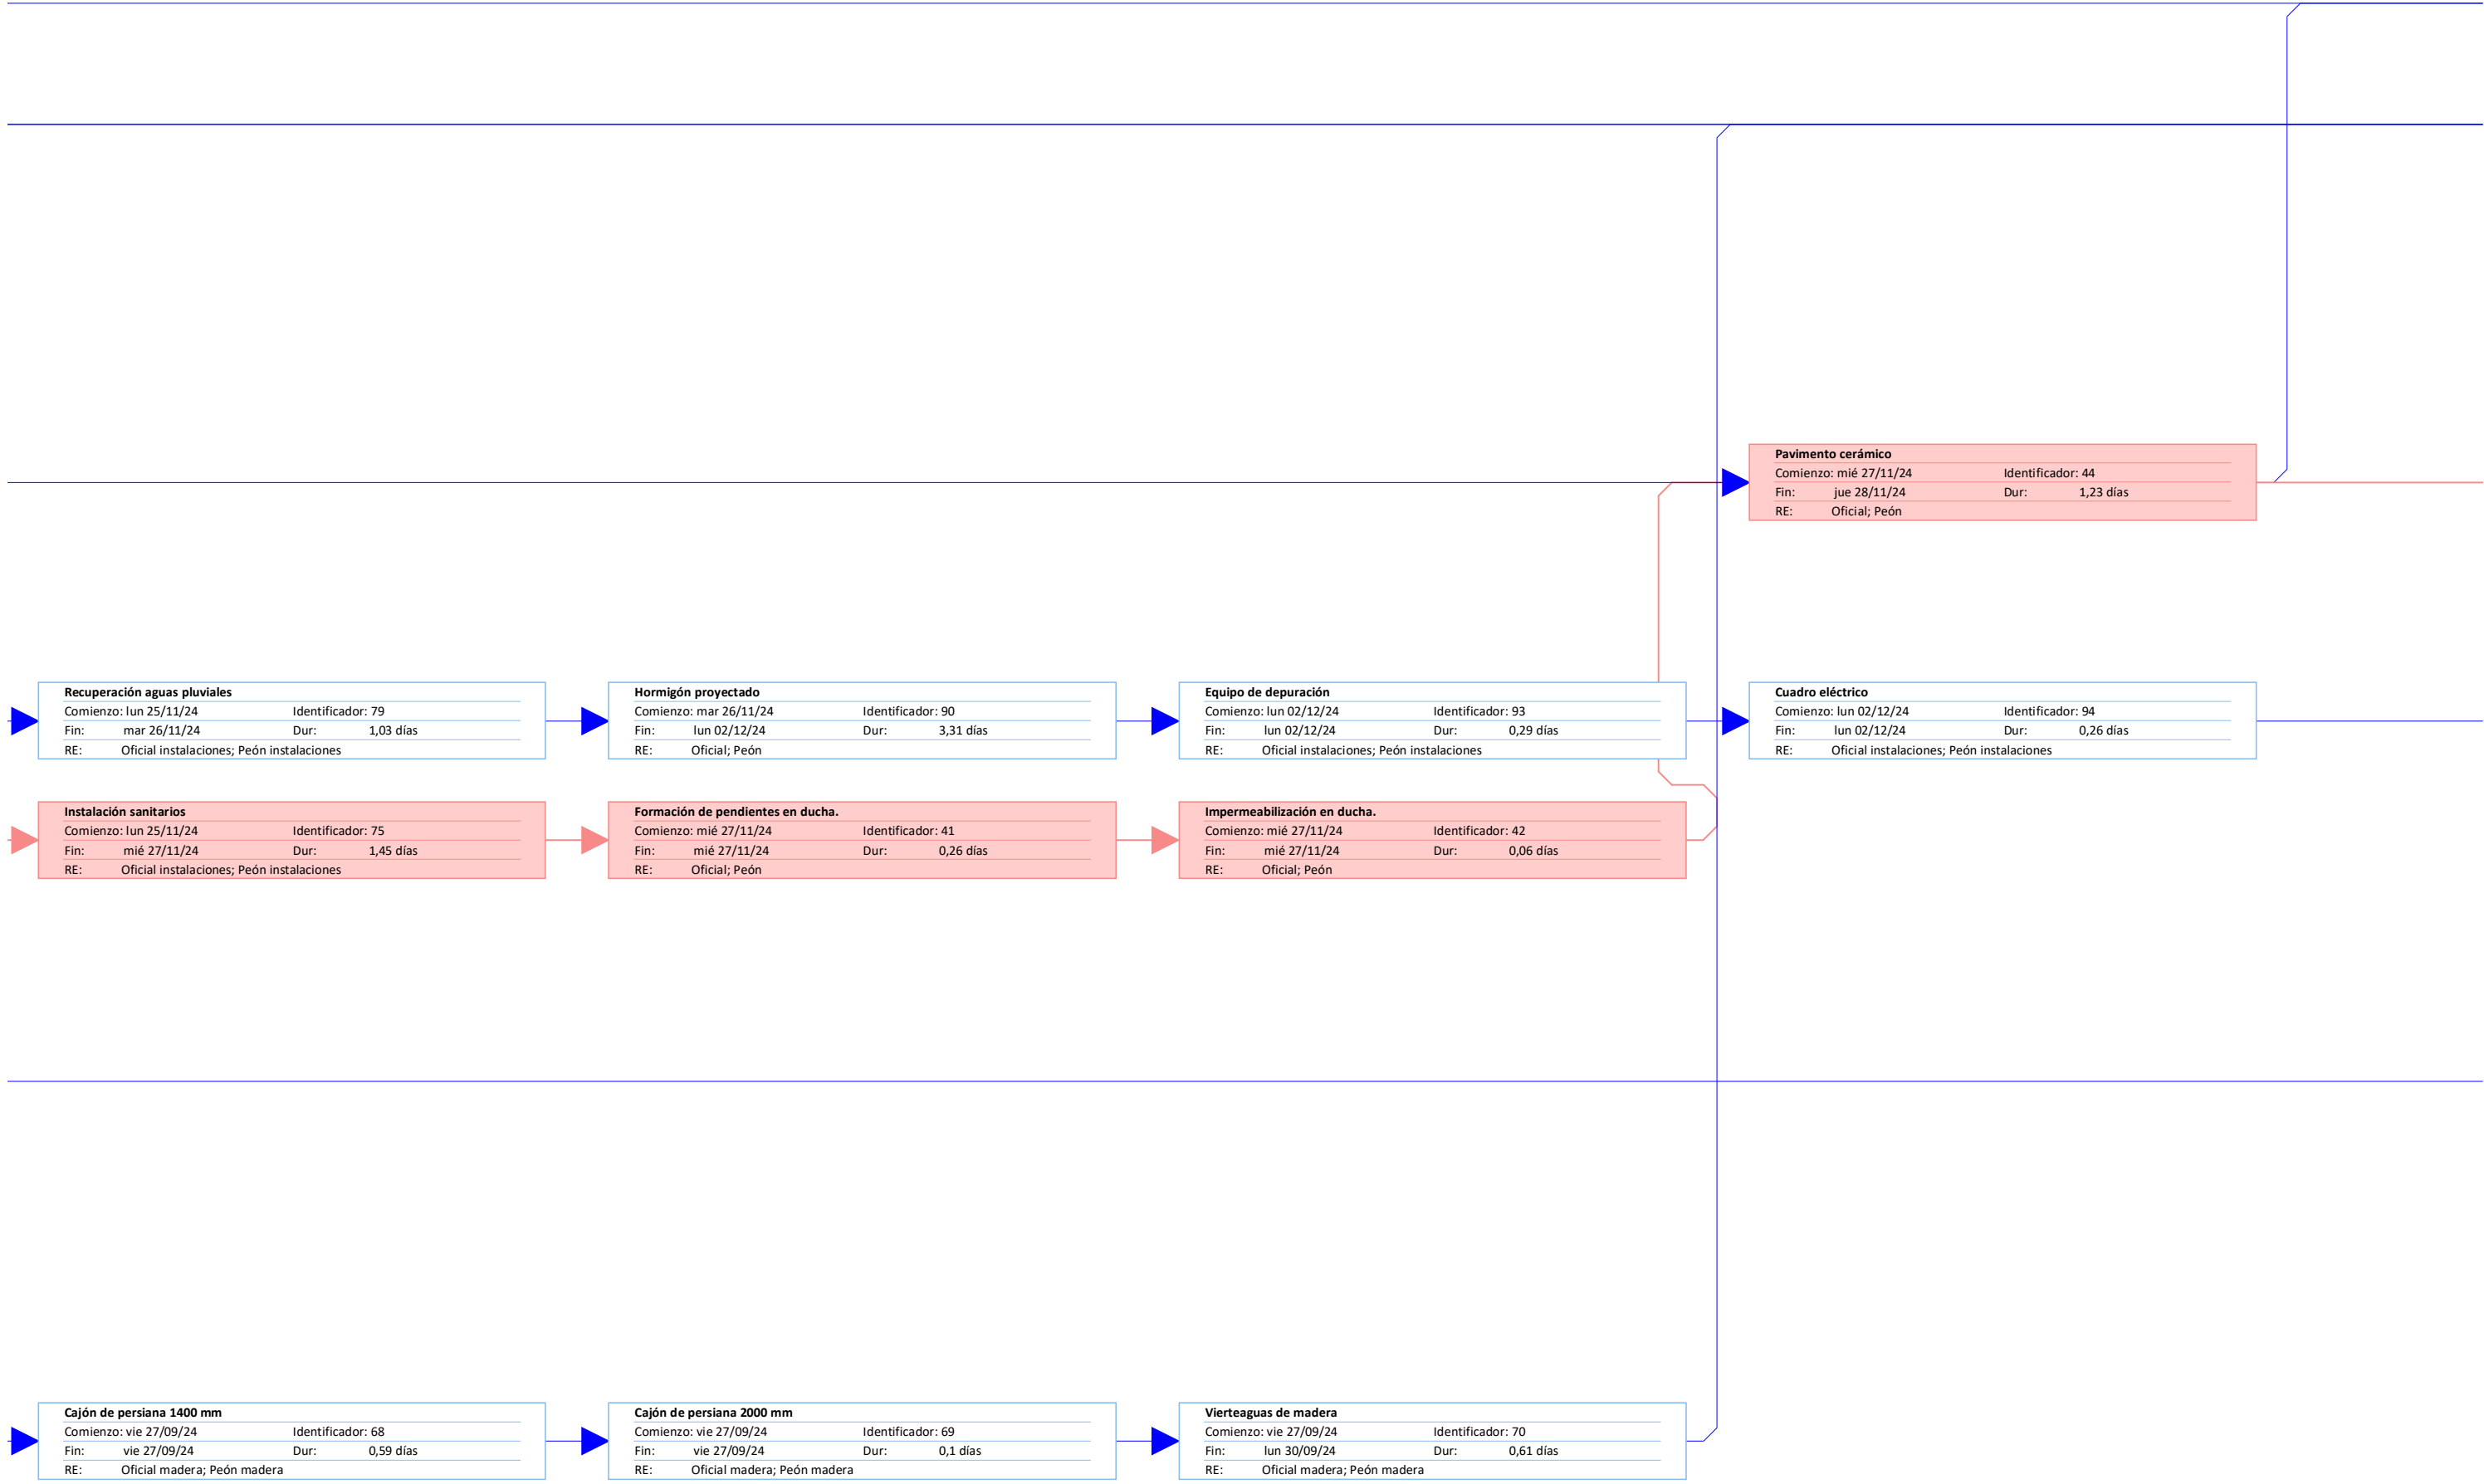 Pavimento cerámico
Comienzo: mié 27/11/24 Identificador: 44
Fin: jue 28/11/24 Dur: 1,23 días
RE: Oficial; Peón
Recuperación aguas pluviales
Comienzo: lun 25/11/24 Identificador: 79
Fin: mar 26/11/24 Dur: 1,03 días
RE: Oficial instalaciones; Peón instalaciones
Hormigón proyectado
Comienzo: mar 26/11/24 Identificador: 90
Fin: lun 02/12/24 Dur: 3,31 días
RE: Oficial; Peón
Equipo de depuración
Comienzo: lun 02/12/24 Identificador: 93
Fin: lun 02/12/24 Dur: 0,29 días
RE: Oficial instalaciones; Peón instalaciones
Cuadro eléctrico
Comienzo: lun 02/12/24 Identificador: 94
Fin: lun 02/12/24 Dur: 0,26 días
RE: Oficial instalaciones; Peón instalaciones
Instalación sanitarios
Comienzo: lun 25/11/24 Identificador: 75
Fin: mié 27/11/24 Dur: 1,45 días
RE: Oficial instalaciones; Peón instalaciones
Formación de pendientes en ducha.
Comienzo: mié 27/11/24 Identificador: 41
Fin: mié 27/11/24 Dur: 0,26 días
RE: Oficial; Peón
Impermeabilización en ducha.
Comienzo: mié 27/11/24 Identificador: 42
Fin: mié 27/11/24 Dur: 0,06 días
RE: Oficial; Peón
Cajón de persiana 1400 mm
Comienzo: vie 27/09/24 Identificador: 68
Fin: vie 27/09/24 Dur: 0,59 días
RE: Oficial madera; Peón madera
Cajón de persiana 2000 mm
Comienzo: vie 27/09/24 Identificador: 69
Fin: vie 27/09/24 Dur: 0,1 días
RE: Oficial madera; Peón madera
Vierteaguas de madera
Comienzo: vie 27/09/24 Identificador: 70
Fin: lun 30/09/24 Dur: 0,61 días
RE: Oficial madera; Peón madera